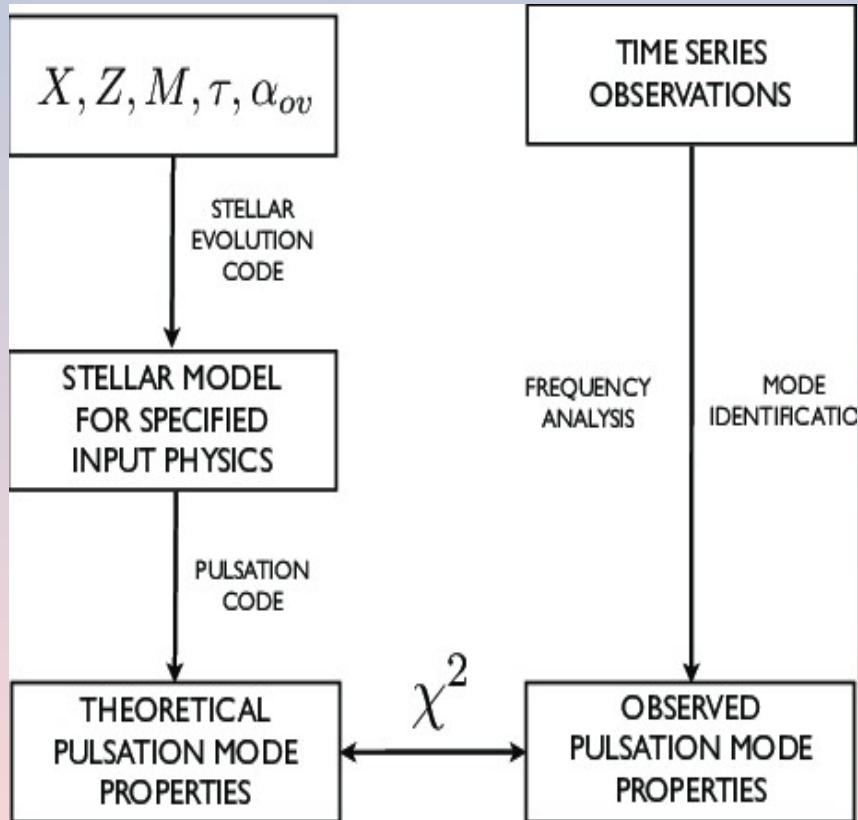 X, Z, M, τ, α_ov
STELLAR
EVOLUTION
CODE
STELLAR MODEL
FOR SPECIFIED
INPUT PHYSICS
PULSATION
CODE
THEORETICAL
PULSATION MODE
PROPERTIES
χ²
TIME SERIES
OBSERVATIONS
FREQUENCY
ANALYSIS
MODE
IDENTIFICATIO
OBSERVED
PULSATION MODE
PROPERTIES